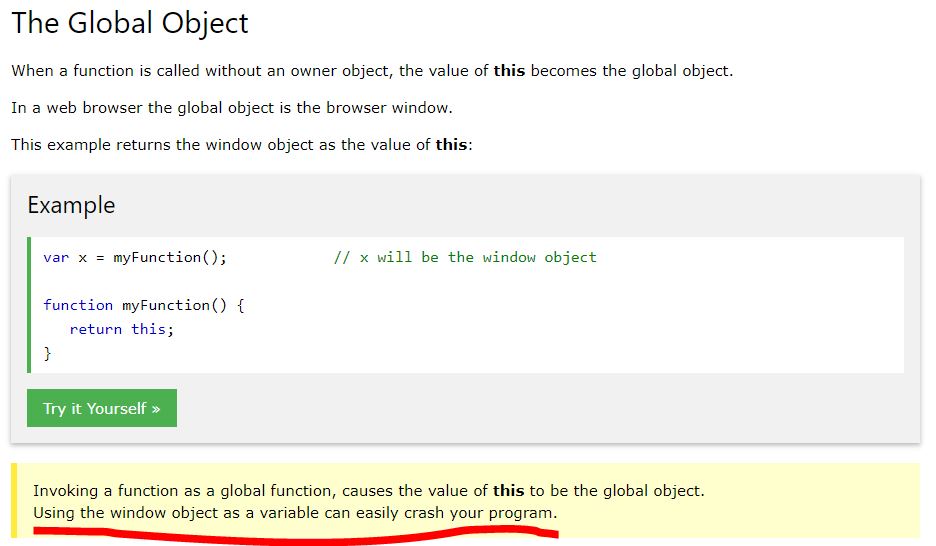 The Global Object
When a function is called without an owner object, the value of this becomes the global object.
In a web browser the global object is the browser window.
This example returns the window object as the value of this:
Example
var x = myFunction();            // x will be the window object
function myFunction() {
   return this;
}
Try it Yourself »
Invoking a function as a global function, causes the value of this to be the global object.
Using the window object as a variable can easily crash your program.